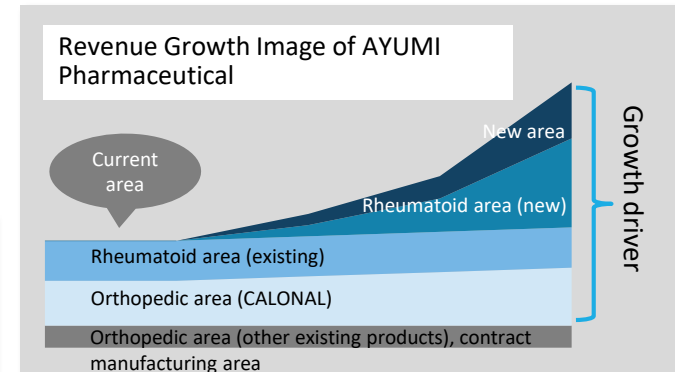 Revenue Growth Image of AYUMI
Pharmaceutical
Current
area
New area
Rheumatoid area (new)
Rheumatoid area (existing)
Orthopedic area (CALONAL)
Orthopedic area (other existing products), contract
manufacturing area
Growth driver